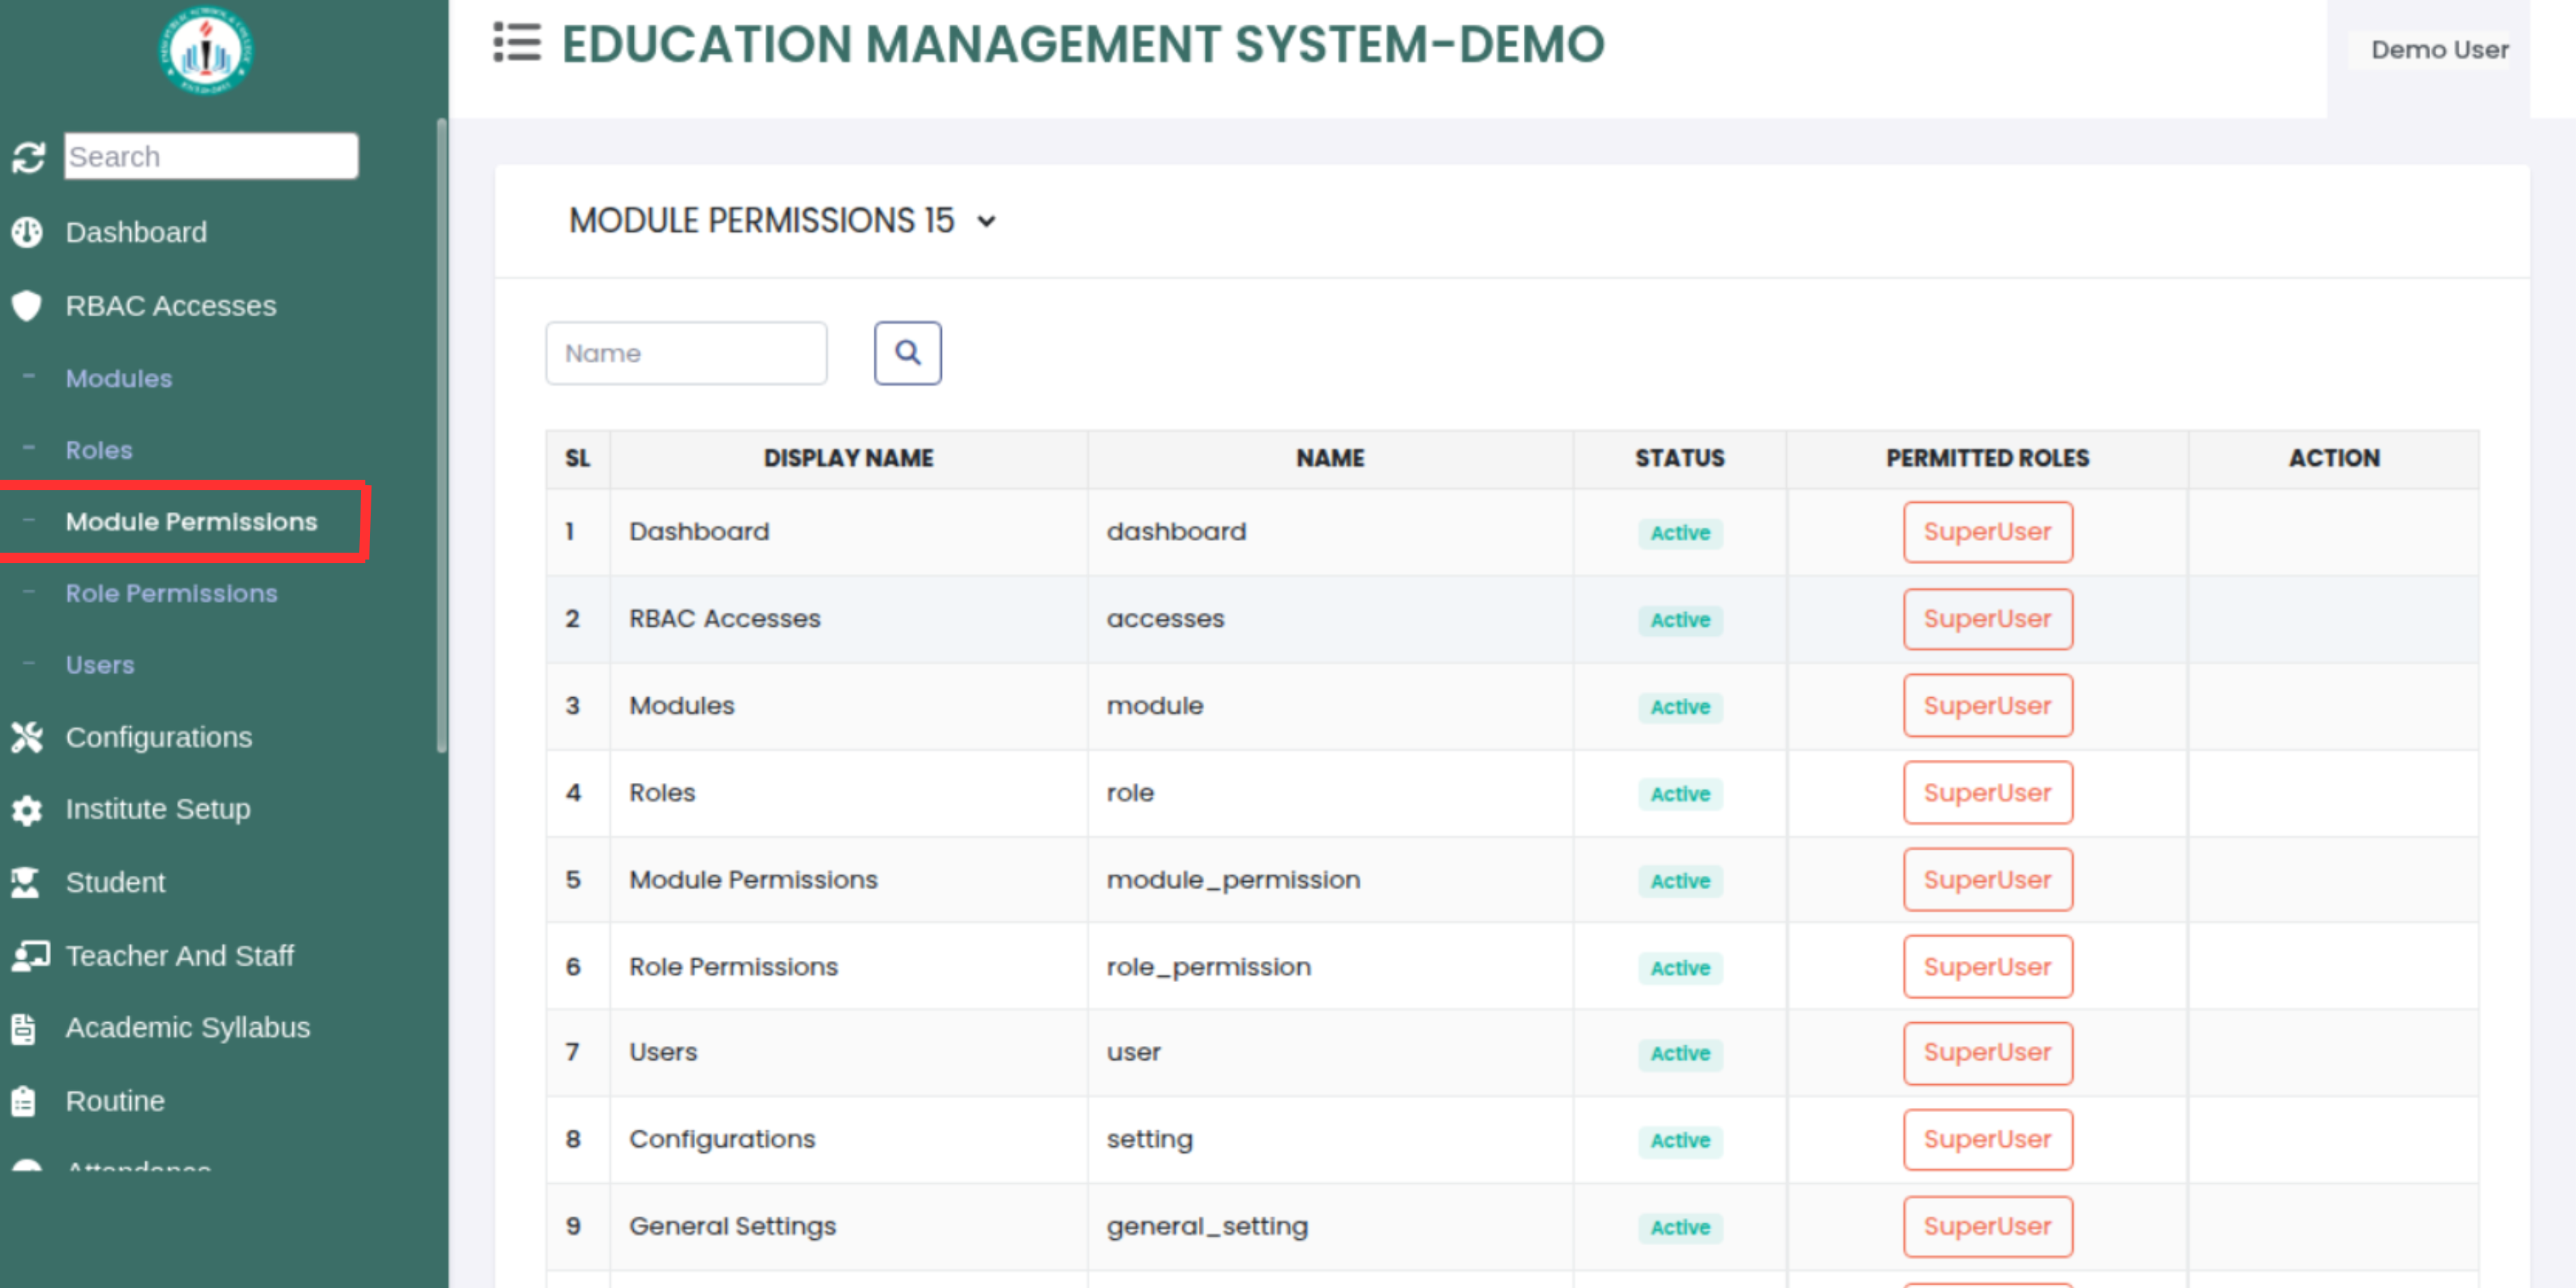 EDUCATION MANAGEMENT SYSTEM-DEMO
Demo User
Search
Dashboard
RBAC Accesses
- Modules
- Roles
- Module Permissions
- Role Permissions
- Users
Configurations
Institute Setup
Student
Teacher And Staff
Academic Syllabus
Routine
Attendance
MODULE PERMISSIONS 15
Name
SL DISPLAY NAME NAME STATUS PERMITTED ROLES ACTION
1 Dashboard dashboard Active SuperUser
2 RBAC Accesses accesses Active SuperUser
3 Modules module Active SuperUser
4 Roles role Active SuperUser
5 Module Permissions module_permission Active SuperUser
6 Role Permissions role_permission Active SuperUser
7 Users user Active SuperUser
8 Configurations setting Active SuperUser
9 General Settings general_setting Active SuperUser